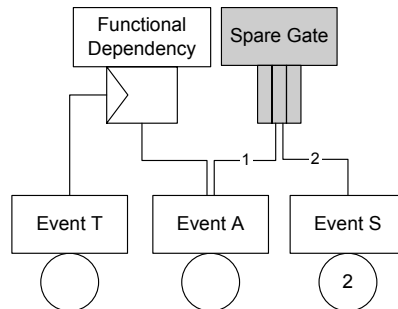 Functional
Dependency
Spare Gate
1
2
Event T
Event A
Event S
2